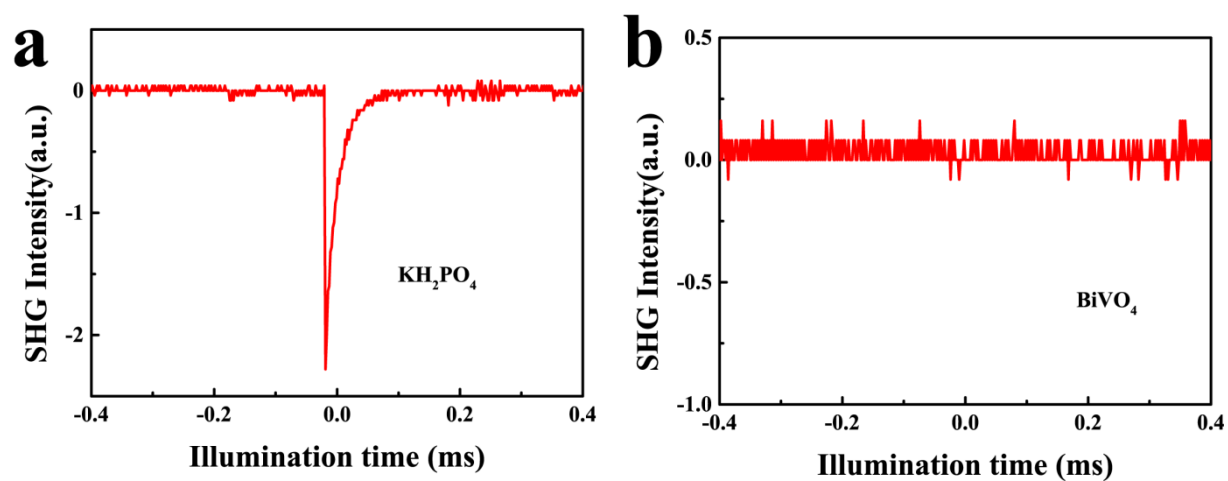 a
0
-1
-2
SHG Intensity(a.u.)
KH₂PO₄
-0.4 -0.2 0.0 0.2 0.4
Illumination time (ms)
b
0.5
0.0
-0.5
-1.0
SHG Intensity(a.u.)
BiVO₄
-0.4 -0.2 0.0 0.2 0.4
Illumination time (ms)